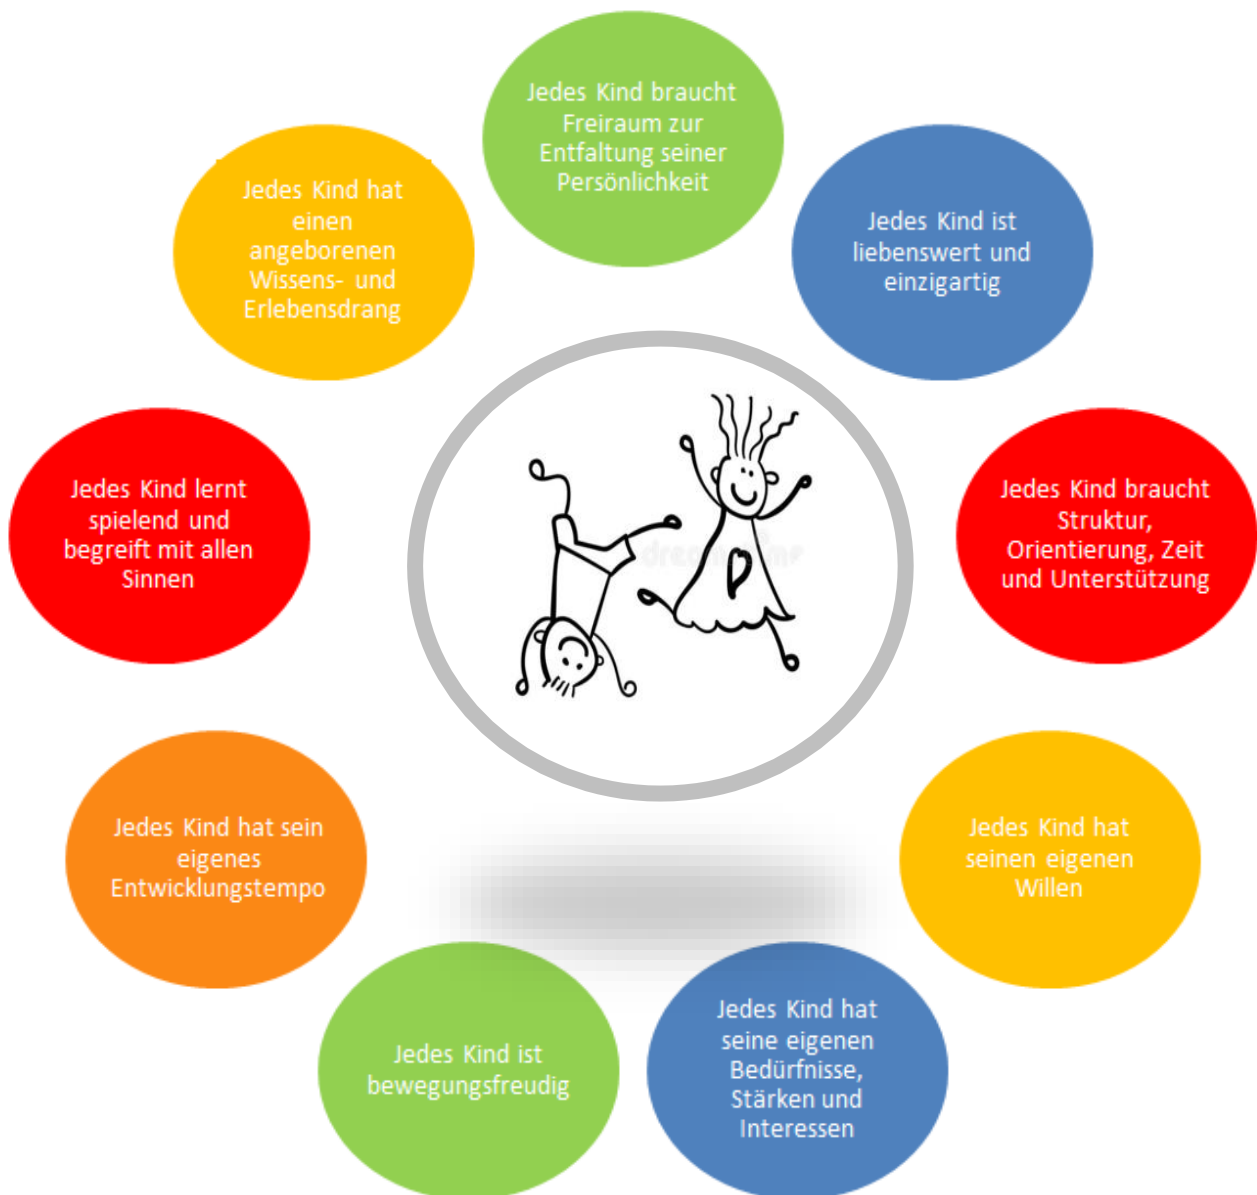 Jedes Kind braucht
Freiraum zur
Entfaltung seiner
Persönlichkeit
Jedes Kind ist
liebenswert und
einzigartig
Jedes Kind braucht
Struktur,
Orientierung, Zeit
und Unterstützung
Jedes Kind hat
seinen eigenen
Willen
Jedes Kind hat
seine eigenen
Bedürfnisse,
Stärken und
Interessen
Jedes Kind ist
bewegungsfreudig
Jedes Kind hat sein
eigenes
Entwicklungstempo
Jedes Kind lernt
spielend und
begreift mit allen
Sinnen
Jedes Kind hat
einen
angeborenen
Wissens- und
Erlebensdrang